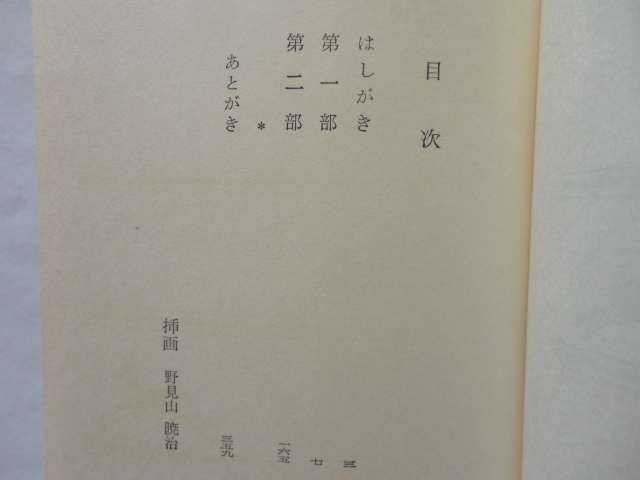 目次
はしがき 三
第一部 七
第二部 一六五
*
あとがき 三五九
挿画 野見山暁治